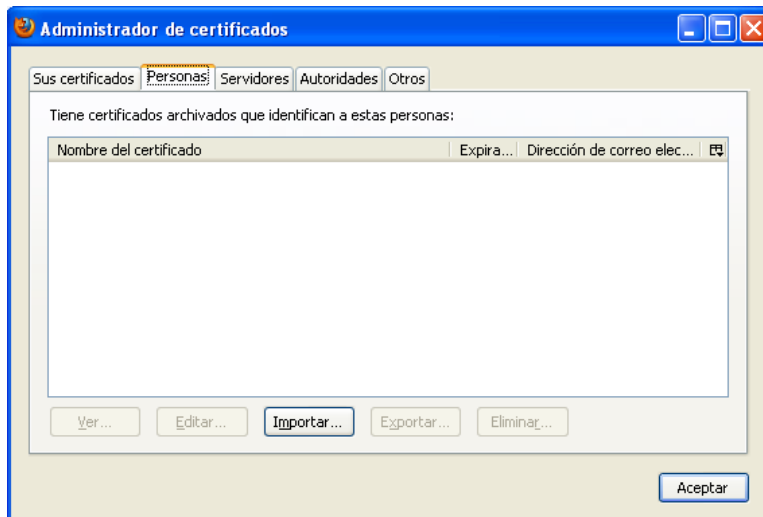 Administrador de certificados
Sus certificados Personas Servidores Autoridades Otros
Tiene certificados archivados que identifican a estas personas:
Nombre del certificado Expira... Dirección de correo elec...
Ver... Editar... Importar... Exportar... Eliminar...
Aceptar